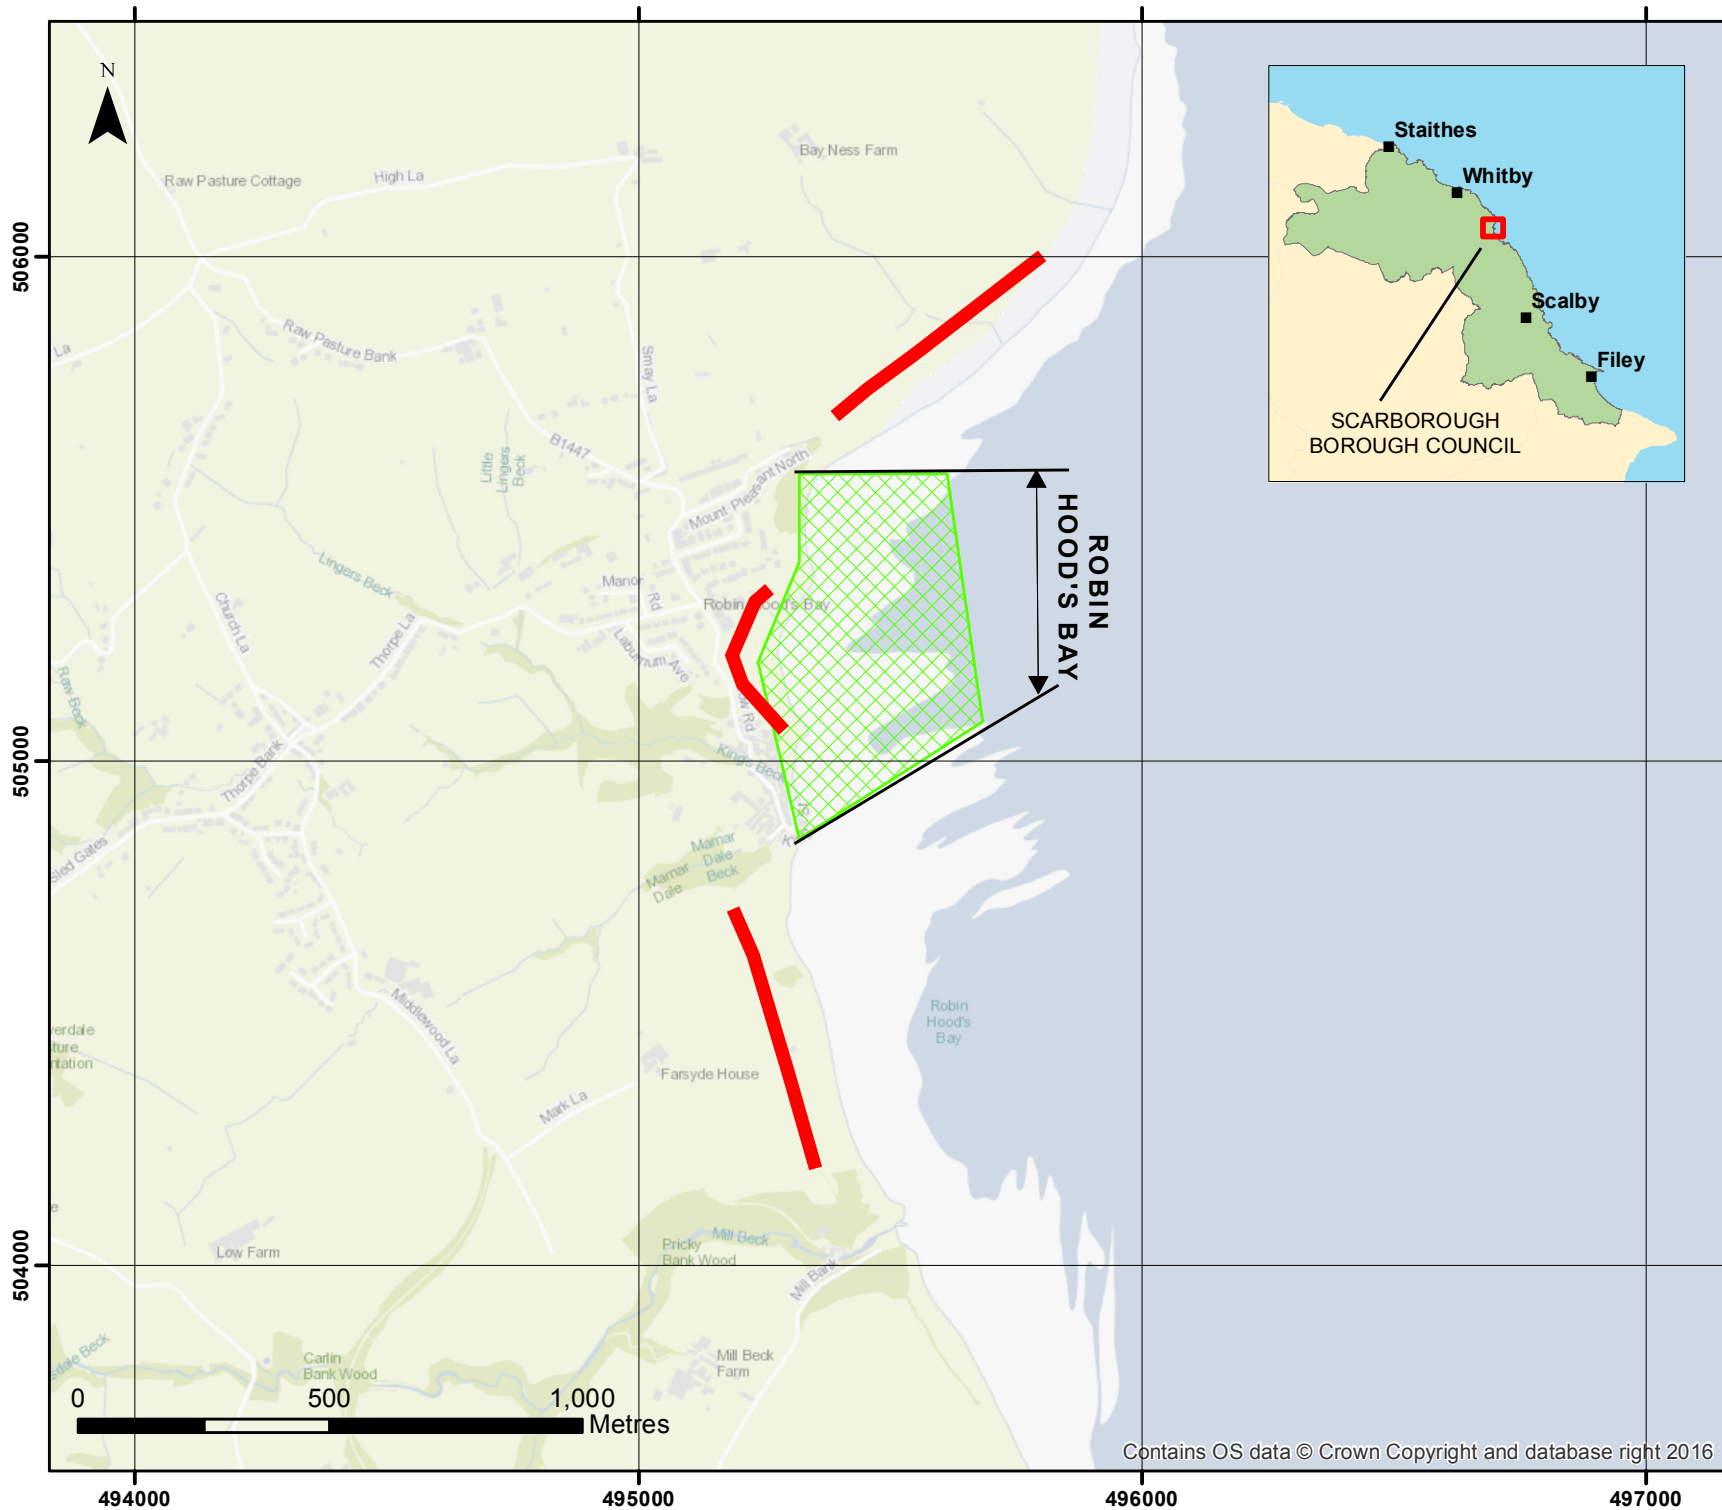 N
Staithes
Whitby
Scalby
Filey
SCARBOROUGH
BOROUGH COUNCIL
Bay Ness Farm
Raw Pasture Cottage
High La
506000
Raw Pasture Bank
La
Smay La
B1447
Little
Lingers
Beck
Mount Pleasant North
ROBIN
HOOD'S BAY
Lingers Beck
Manor
Rd
Robin Hood's Bay
Church La
Thorpe La
Laburnum Ave
Raw Beck
505000
Thorpe Bank
King's Beck
Sled Gates
Marnar
Dale
Beck
Marnar
Dale
Robin
Hood's
Bay
Middlewood La
Farsyde House
Mark La
504000
Low Farm
Pricky
Bank Wood
Mill Beck
Mill Bank
Carlin
Bank Wood
Mill Beck
Farm
0 500 1,000
Metres
Contains OS data © Crown Copyright and database right 2016
494000 495000 496000 497000